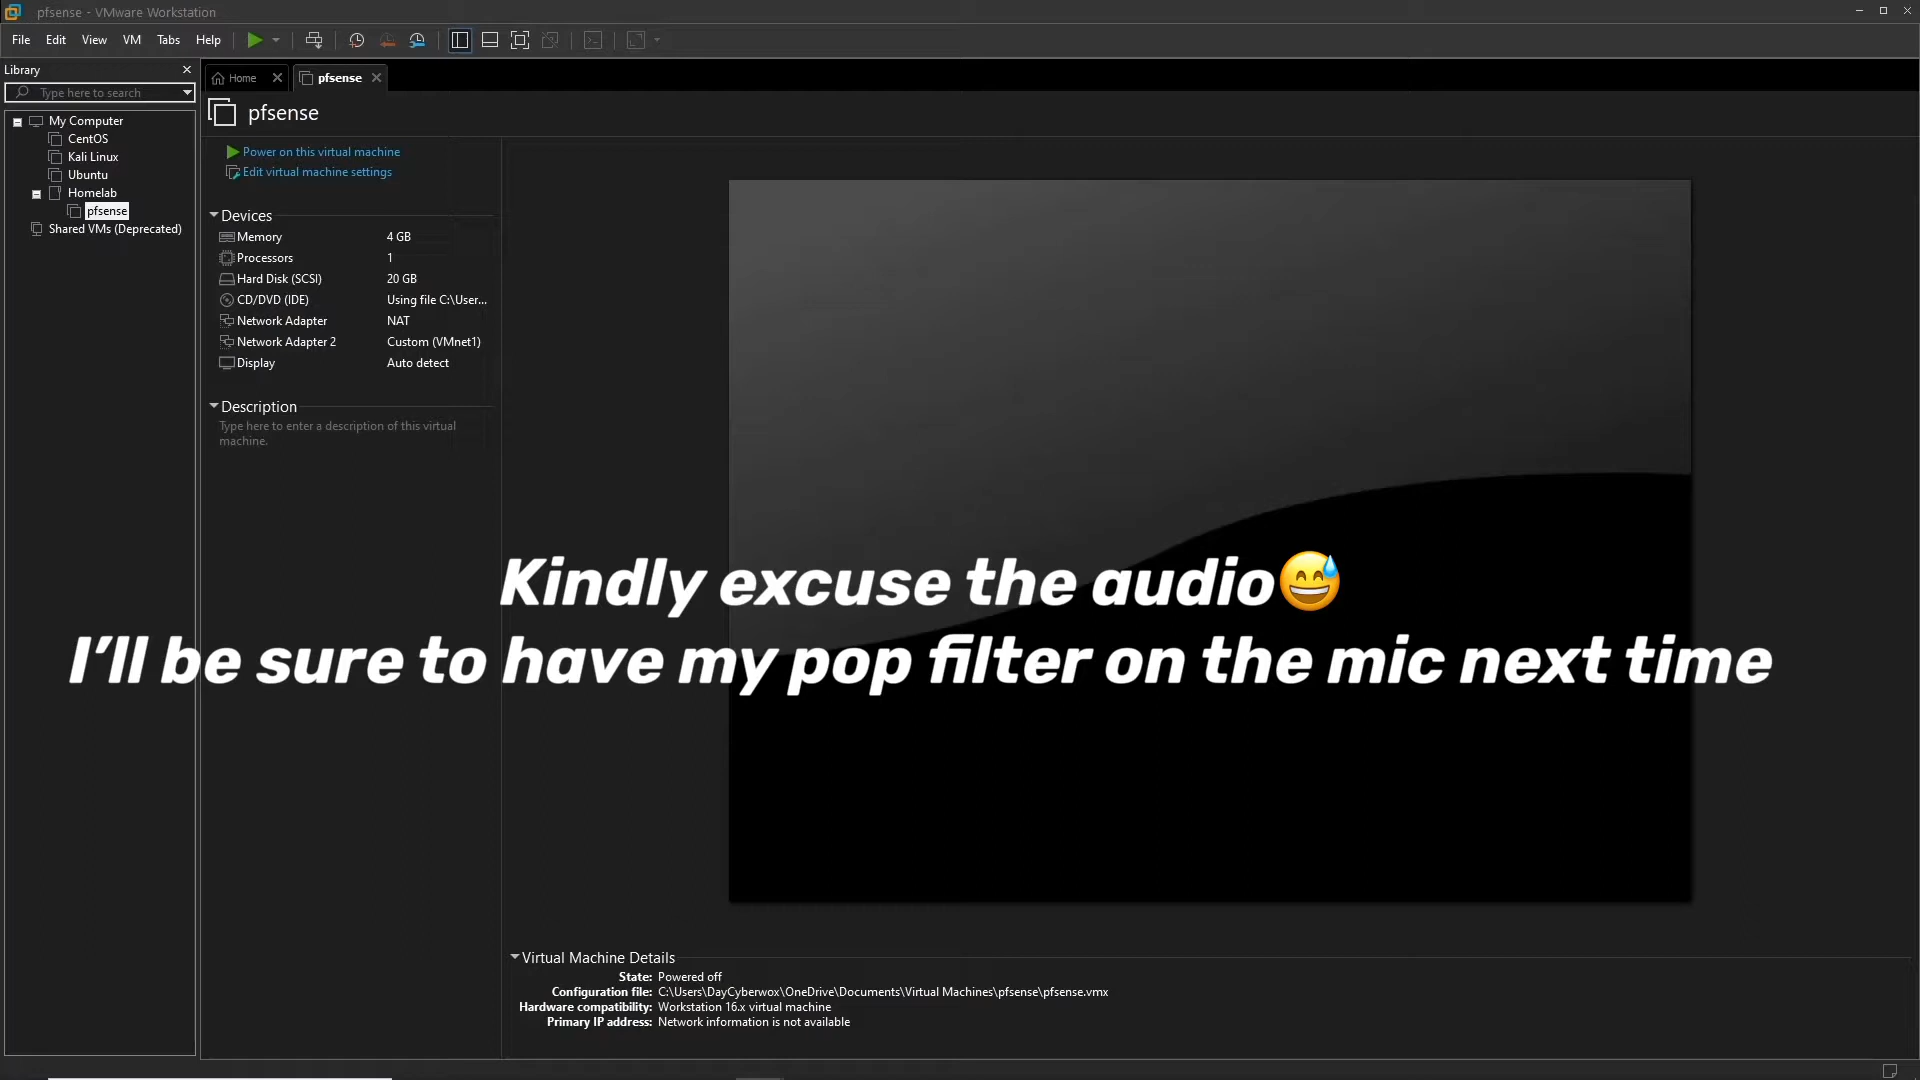 pfsense - VMware Workstation
File Edit View VM Tabs Help
Library
Type here to search
Home
pfsense
pfsense
My Computer
CentOS
Kali Linux
Ubuntu
Homelab
pfsense
Shared VMs (Deprecated)
Power on this virtual machine
Edit virtual machine settings
Devices
Memory 4 GB
Processors 1
Hard Disk (SCSI) 20 GB
CD/DVD (IDE) Using file C:\User...
Network Adapter NAT
Network Adapter 2 Custom (VMnet1)
Display Auto detect
Description
Type here to enter a description of this virtual
machine.
Kindly excuse the audio😅
I'll be sure to have my pop filter on the mic next time
Virtual Machine Details
State: Powered off
Configuration file: C:\Users\DayCyberwox\OneDrive\Documents\Virtual Machines\pfsense\pfsense.vmx
Hardware compatibility: Workstation 16.x virtual machine
Primary IP address: Network information is not available